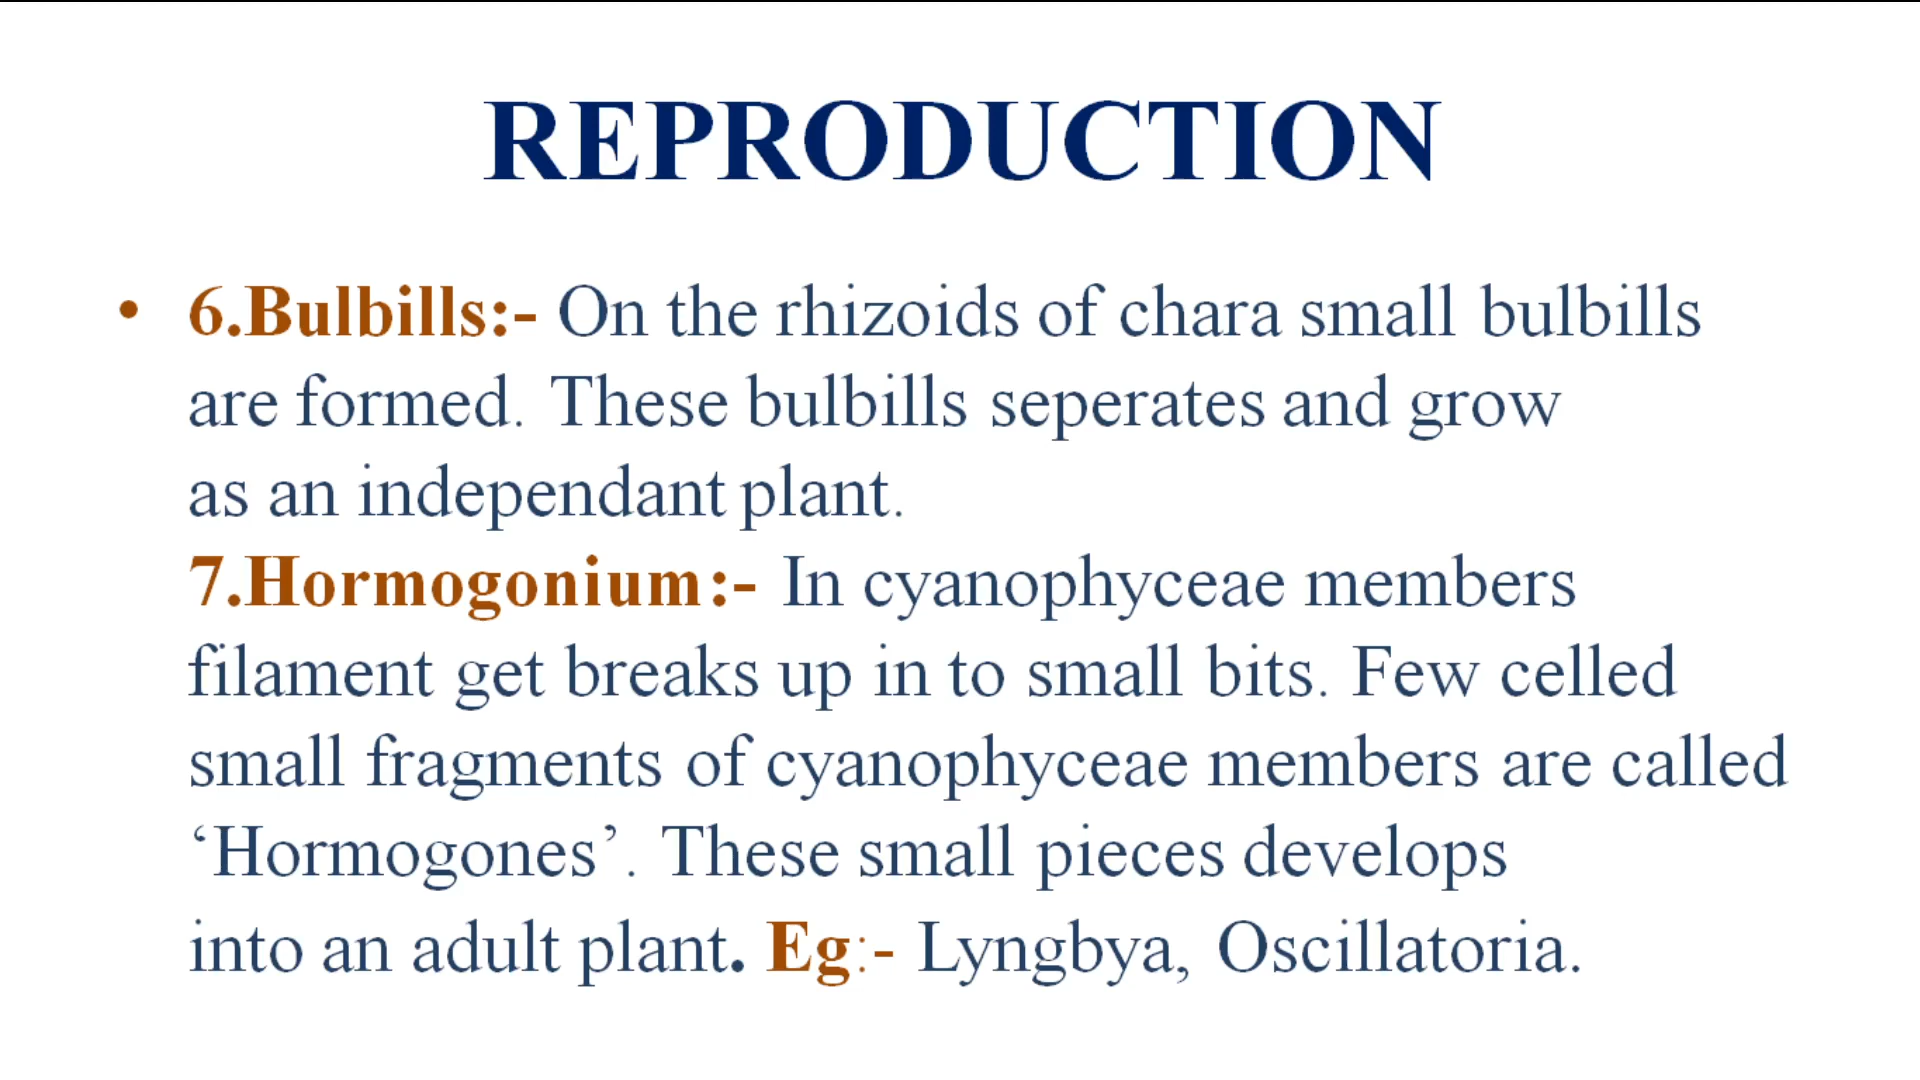 REPRODUCTION
• 6.Bulbills:- On the rhizoids of chara small bulbills
are formed. These bulbills seperates and grow
as an independant plant.
7.Hormogonium:- In cyanophyceae members
filament get breaks up in to small bits. Few celled
small fragments of cyanophyceae members are called
‘Hormogones’. These small pieces develops
into an adult plant. Eg:- Lyngbya, Oscillatoria.